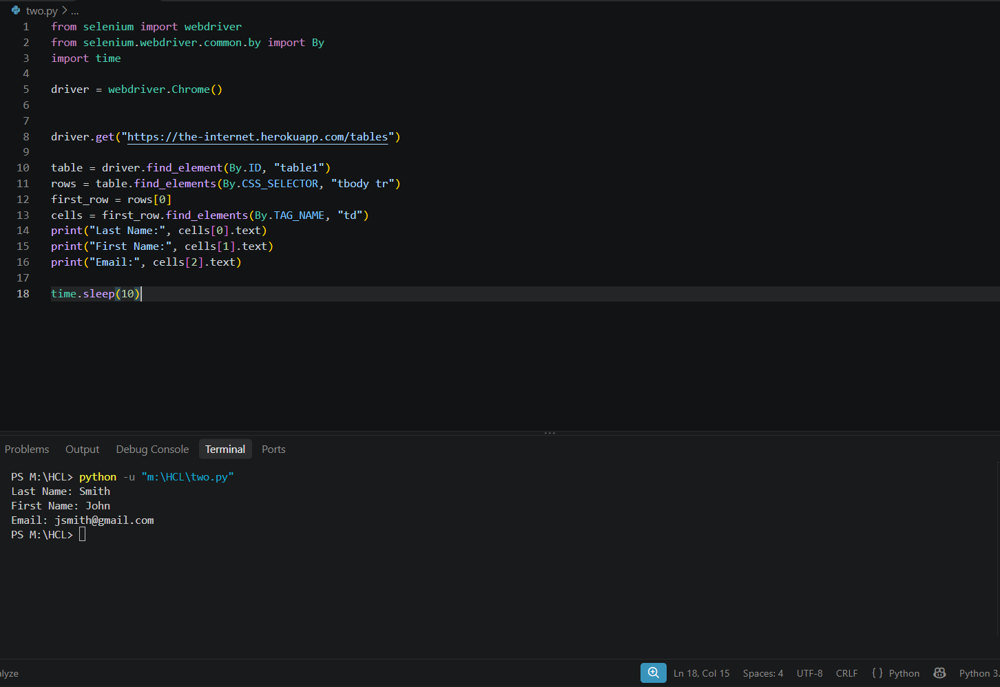 two.py > ...
1 from selenium import webdriver
2 from selenium.webdriver.common.by import By
3 import time
4
5 driver = webdriver.Chrome()
6
7
8 driver.get("https://the-internet.herokuapp.com/tables")
9
10 table = driver.find_element(By.ID, "table1")
11 rows = table.find_elements(By.CSS_SELECTOR, "tbody tr")
12 first_row = rows[0]
13 cells = first_row.find_elements(By.TAG_NAME, "td")
14 print("Last Name:", cells[0].text)
15 print("First Name:", cells[1].text)
16 print("Email:", cells[2].text)
17
18 time.sleep(10)
Problems Output Debug Console Terminal Ports
PS M:\HCL> python -u "m:\HCL\two.py"
Last Name: Smith
First Name: John
Email: jsmith@gmail.com
PS M:\HCL>
lyze Ln 18, Col 15 Spaces: 4 UTF-8 CRLF {} Python Python 3.